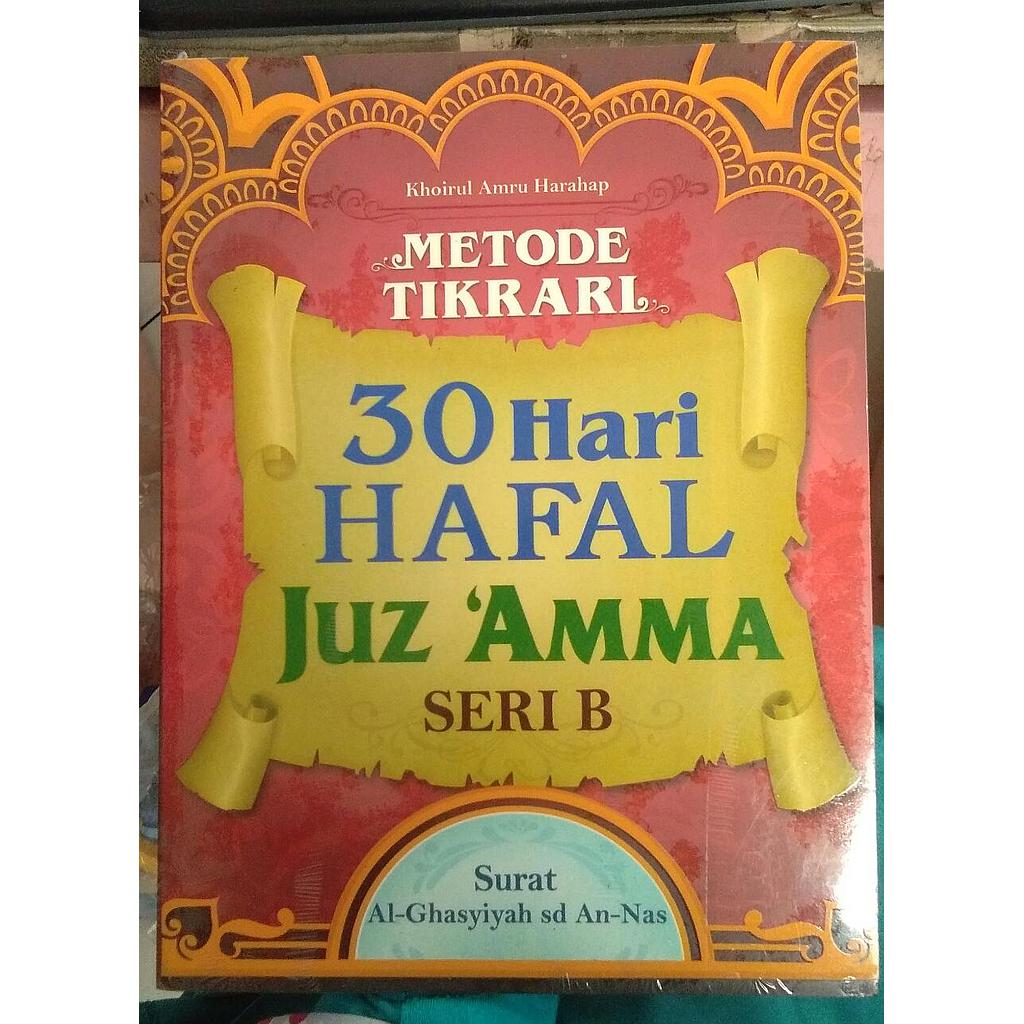 Khoirul Amru Harahap
METODE
TIKRARI
30 Hari
HAFAL
Juz 'AMMA
SERI B
Surat
Al-Ghasyiyah sd An-Nas